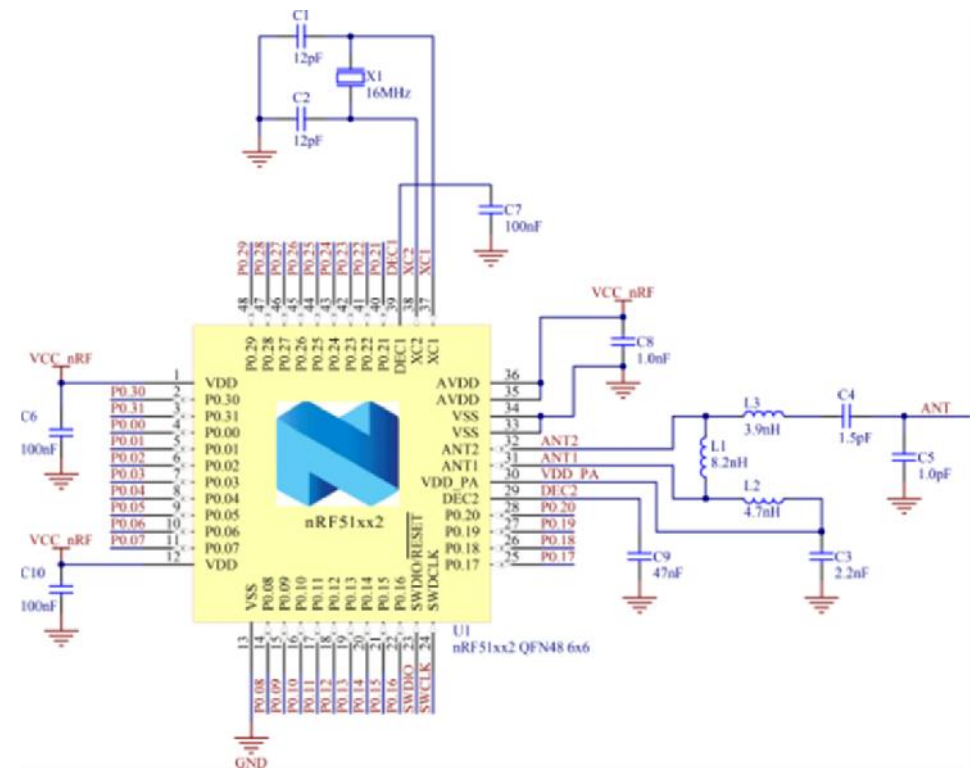 C1
12pF
X1
16MHz
C2
12pF
C7
100nF
P0.29
P0.28
P0.27
P0.26
P0.25
P0.24
P0.23
P0.22
P0.21
DEC1
XC2
XC1
48
47
46
45
44
43
42
41
40
39
38
37
P0.29
P0.28
P0.27
P0.26
P0.25
P0.24
P0.23
P0.22
P0.21
DEC1
XC2
XC1
VCC_nRF
C8
1.0nF
VCC_nRF
C6
100nF
1 VDD
P0.30 2 P0.30
P0.31 3 P0.31
P0.00 4 P0.00
P0.01 5 P0.01
P0.02 6 P0.02
P0.03 7 P0.03
P0.04 8 P0.04
P0.05 9 P0.05
P0.06 10 P0.06
P0.07 11 P0.07
12 VDD
VCC_nRF
C10
100nF
nRF51xx2
AVDD 36
AVDD 35
VSS 34
VSS 33
ANT2 32 ANT2
ANT1 31 ANT1
VDD_PA 30 VDD_PA
DEC2 29 DEC2
P0.20 28 P0.20
P0.19 27 P0.19
P0.18 26 P0.18
P0.17 25 P0.17
L3
3.9nH
C4
1.5pF
ANT
L1
8.2nH
C5
1.0pF
L2
4.7nH
C9
47nF
C3
2.2nF
VSS
P0.08
P0.09
P0.10
P0.11
P0.12
P0.13
P0.14
P0.15
P0.16
SWDIO/RESET
SWDCLK
13
14
15
16
17
18
19
20
21
22
23
24
P0.08
P0.09
P0.10
P0.11
P0.12
P0.13
P0.14
P0.15
P0.16
SWDIO
SWCLK
U1
nRF51xx2 QFN48 6x6
GND